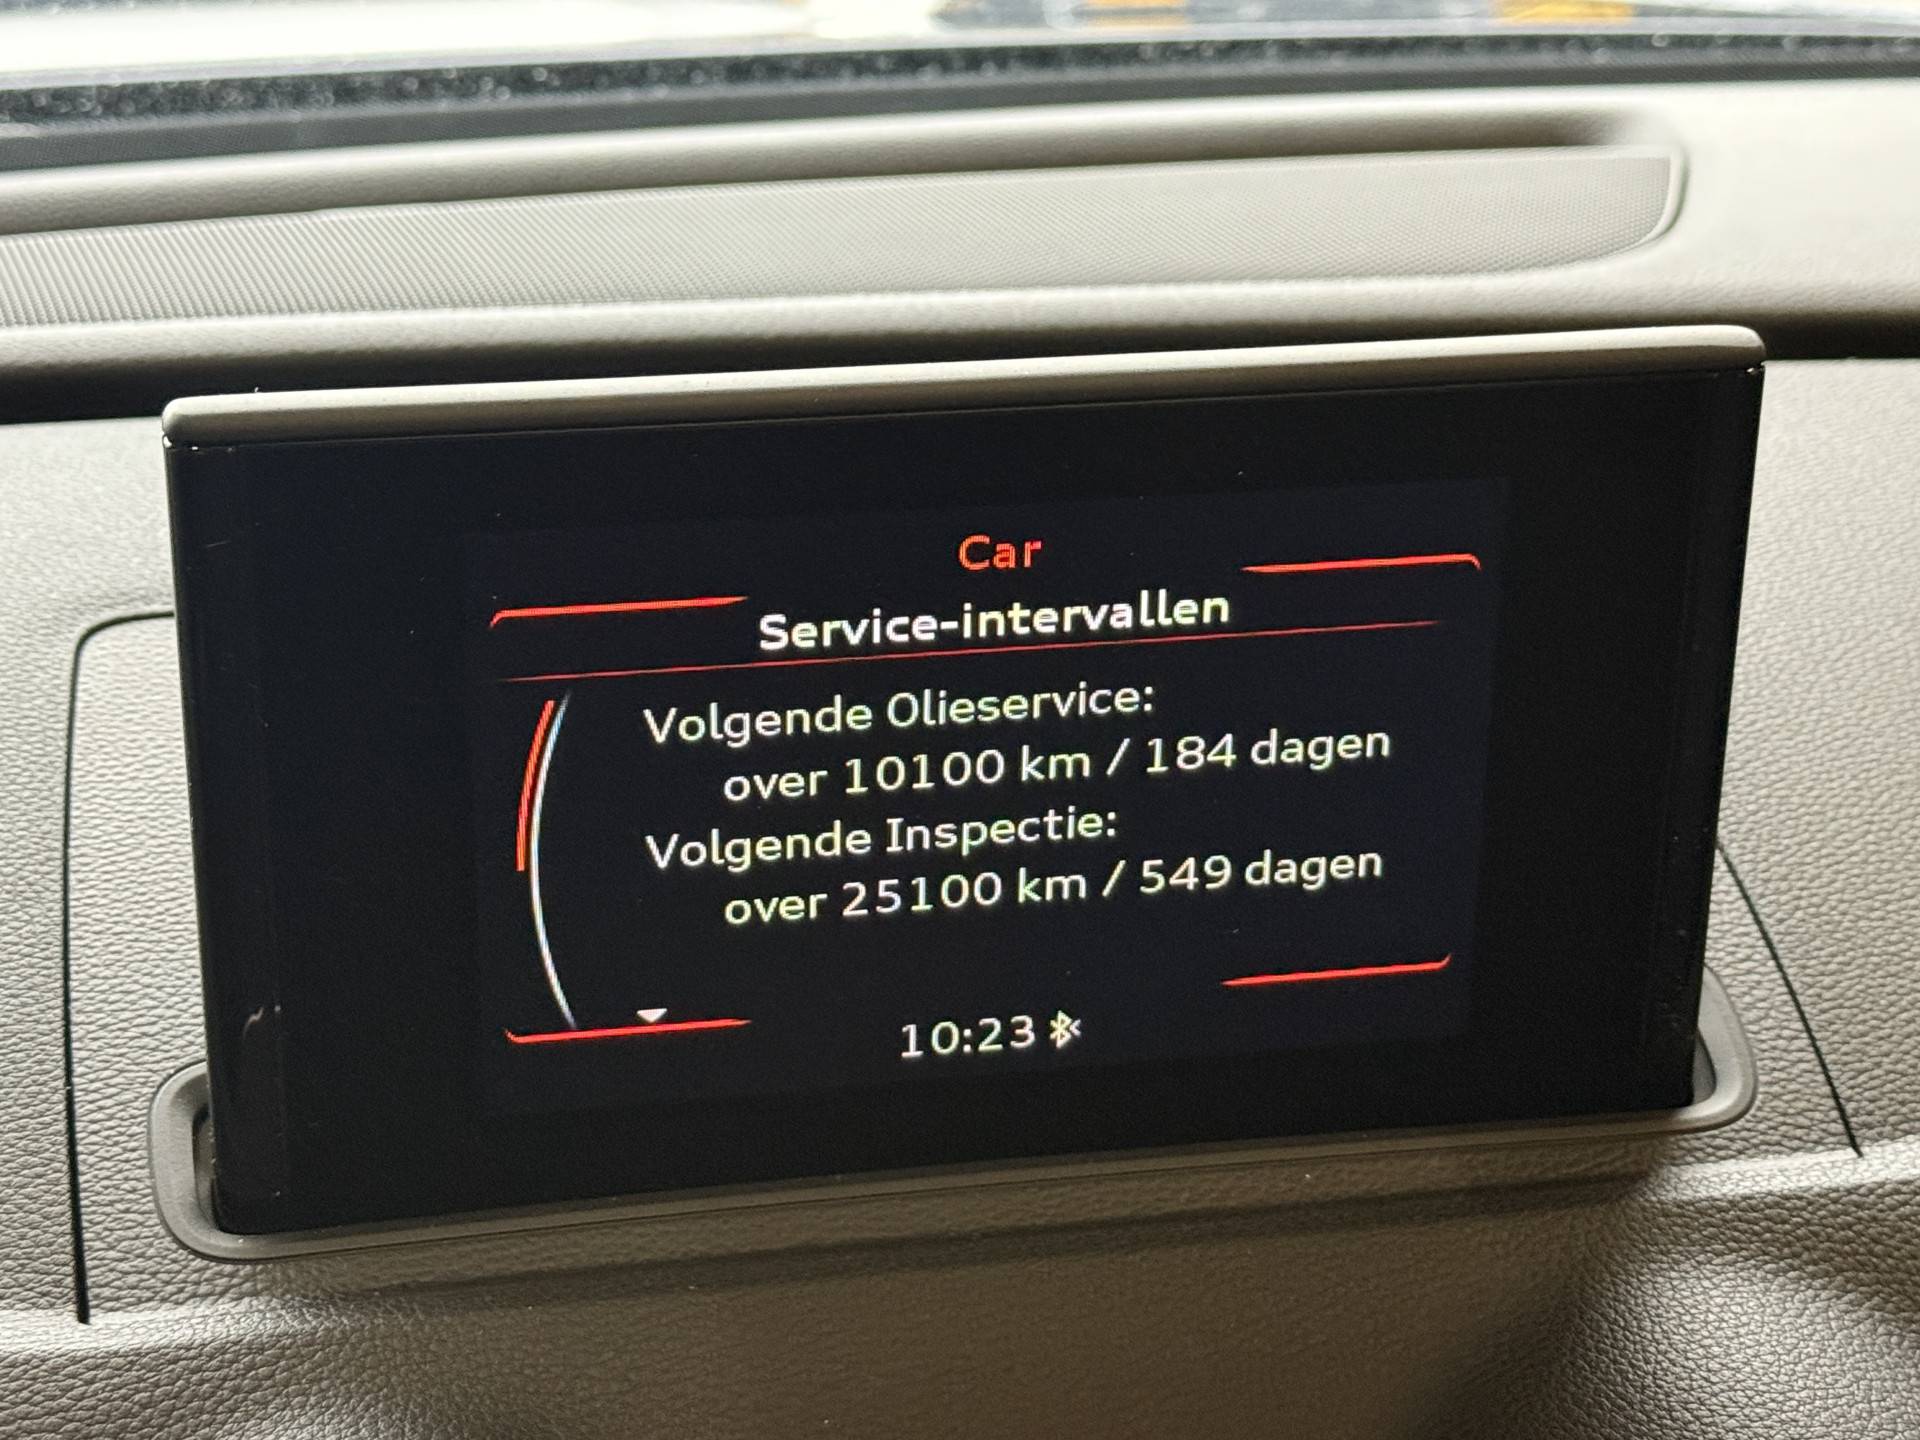 Car
Service-intervallen
Volgende Olieservice:
over 10100 km / 184 dagen
Volgende Inspectie:
over 25100 km / 549 dagen
10:23